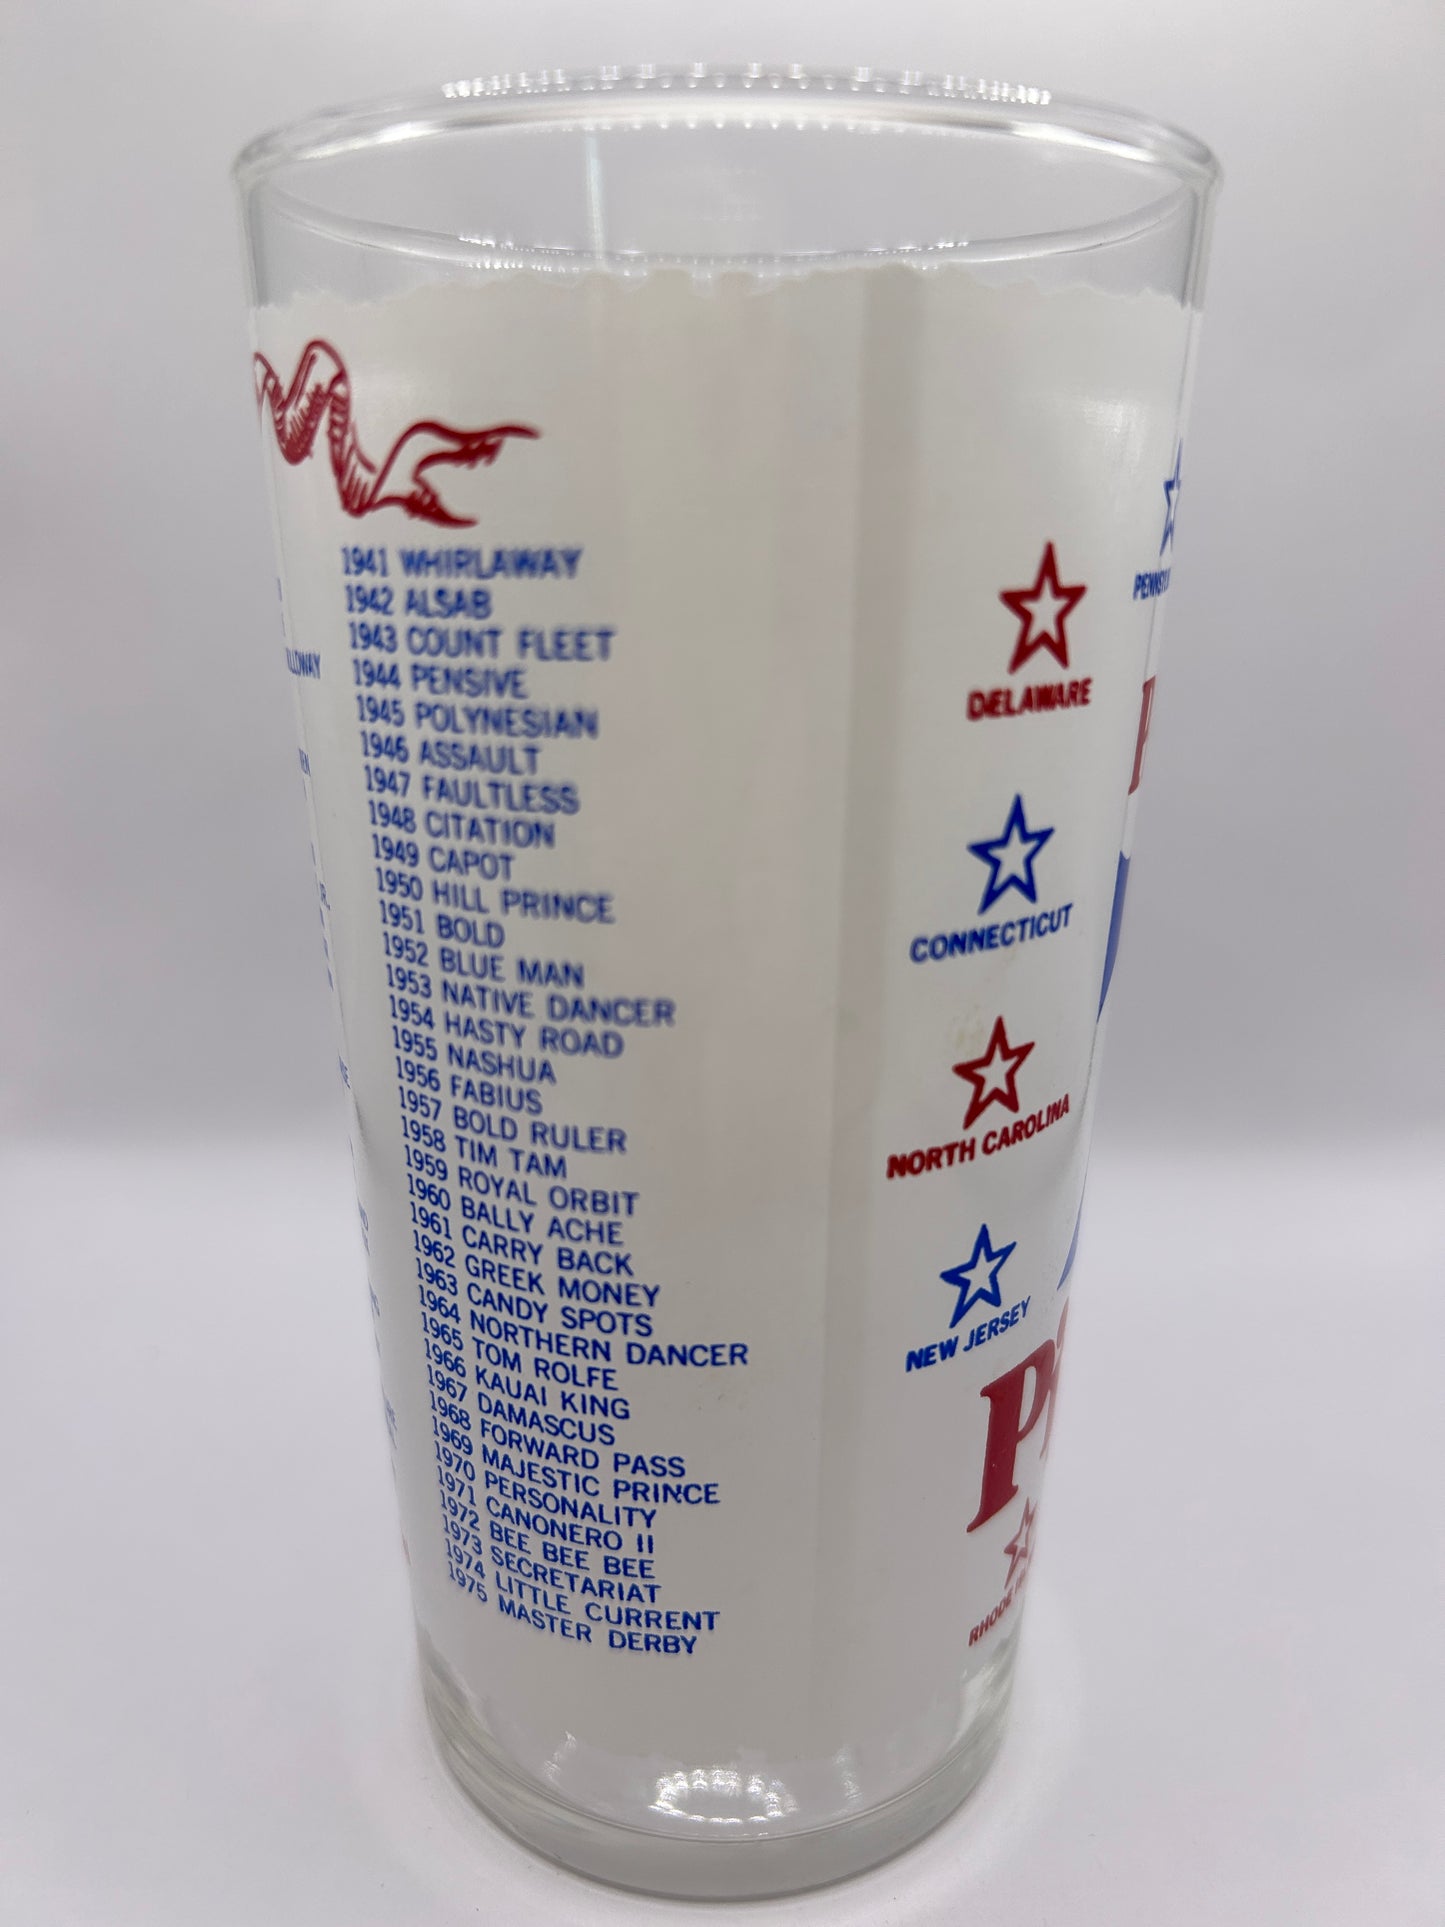 1941 WHIRLAWAY
1942 ALSAB
1943 COUNT FLEET
1944 PENSIVE
1945 POLYNESIAN
1946 ASSAULT
1947 FAULTLESS
1948 CITATION
1949 CAPOT
1950 HILL PRINCE
1951 BOLD
1952 BLUE MAN
1953 NATIVE DANCER
1954 HASTY ROAD
1955 NASHUA
1956 FABIUS
1957 BOLD RULER
1958 TIM TAM
1959 ROYAL ORBIT
1960 BALLY ACHE
1961 CARRY BACK
1962 GREEK MONEY
1963 CANDY SPOTS
1964 NORTHERN DANCER
1965 TOM ROLFE
1966 KAUAI KING
1967 DAMASCUS
1968 FORWARD PASS
1969 MAJESTIC PRINCE
1970 PERSONALITY
1971 CANONERO II
1972 BEE BEE BEE
1973 SECRETARIAT
1974 LITTLE CURRENT
1975 MASTER DERBY
DELAWARE
CONNECTICUT
NORTH CAROLINA
NEW JERSEY
RHODE